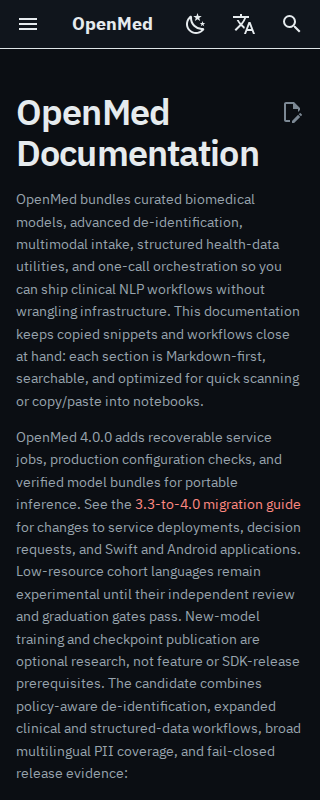 OpenMed
OpenMed
Documentation
OpenMed bundles curated biomedical
models, advanced de-identification,
multimodal intake, structured health-data
utilities, and one-call orchestration so you
can ship clinical NLP workflows without
wrangling infrastructure. This documentation
keeps copied snippets and workflows close
at hand: each section is Markdown-first,
searchable, and optimized for quick scanning
or copy/paste into notebooks.
OpenMed 4.0.0 adds recoverable service
jobs, production configuration checks, and
verified model bundles for portable
inference. See the 3.3-to-4.0 migration guide
for changes to service deployments, decision
requests, and Swift and Android applications.
Low-resource cohort languages remain
experimental until their independent review
and graduation gates pass. New-model
training and checkpoint publication are
optional research, not feature or SDK-release
prerequisites. The candidate combines
policy-aware de-identification, expanded
clinical and structured-data workflows, broad
multilingual PII coverage, and fail-closed
release evidence: